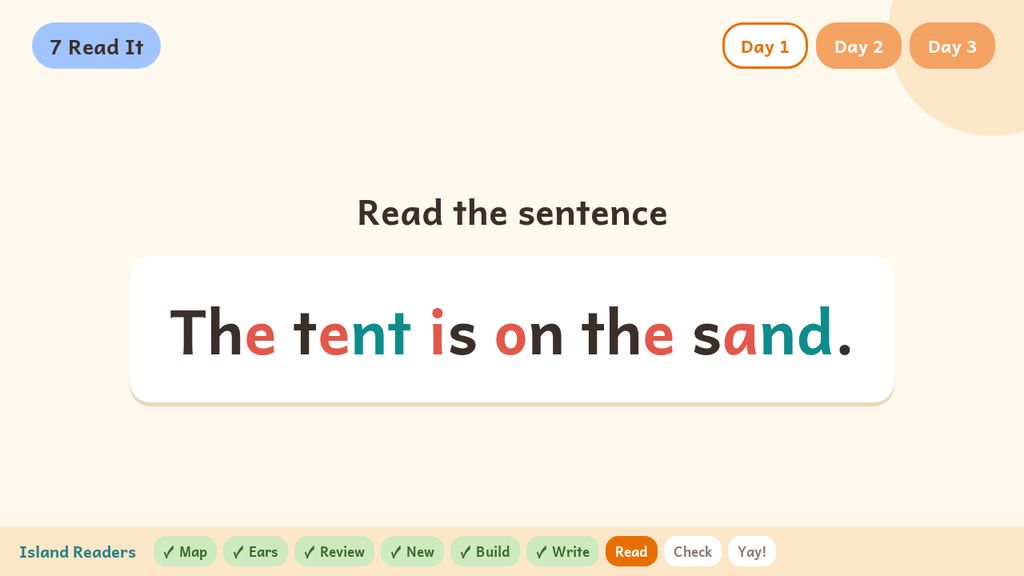 7 Read It
Day 1 Day 2 Day 3
Read the sentence
The tent is on the sand.
Island Readers ✓ Map ✓ Ears ✓ Review ✓ New ✓ Build ✓ Write Read Check Yay!